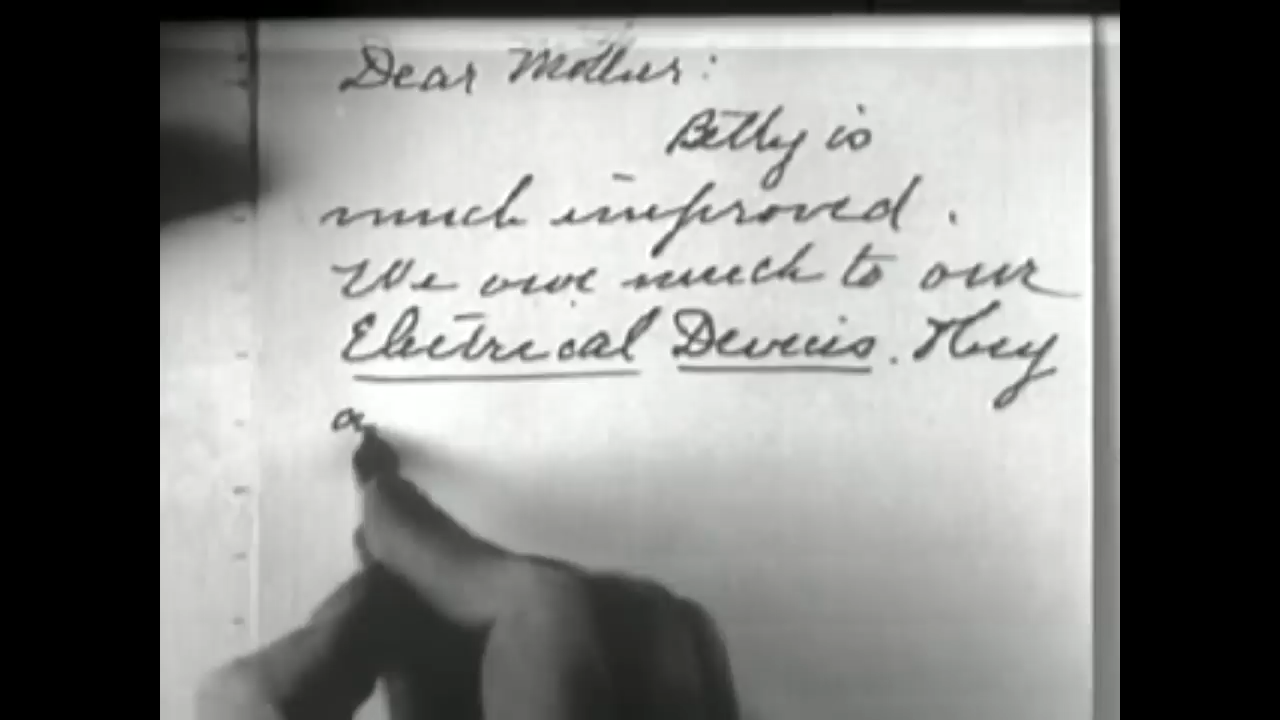 Dear Mother:
Betty is
much improved.
We owe much to our
Electrical Devices. They
a